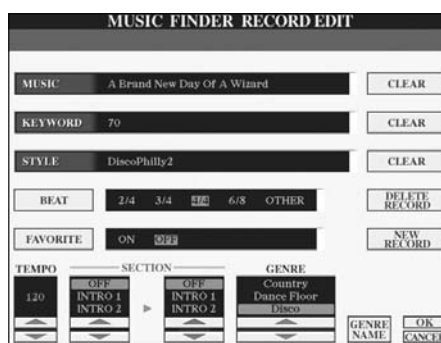 MUSIC FINDER RECORD EDIT
MUSIC A Brand New Day Of A Wizard CLEAR
KEYWORD 70 CLEAR
STYLE DiscoPhilly2 CLEAR
BEAT 2/4 3/4 4/4 6/8 OTHER DELETE RECORD
FAVORITE ON OFF NEW RECORD
TEMPO SECTION GENRE
OFF OFF Country
120 INTRO 1 INTRO 1 Dance Floor
INTRO 2 INTRO 2 Disco
GENRE NAME OK
CANCEL